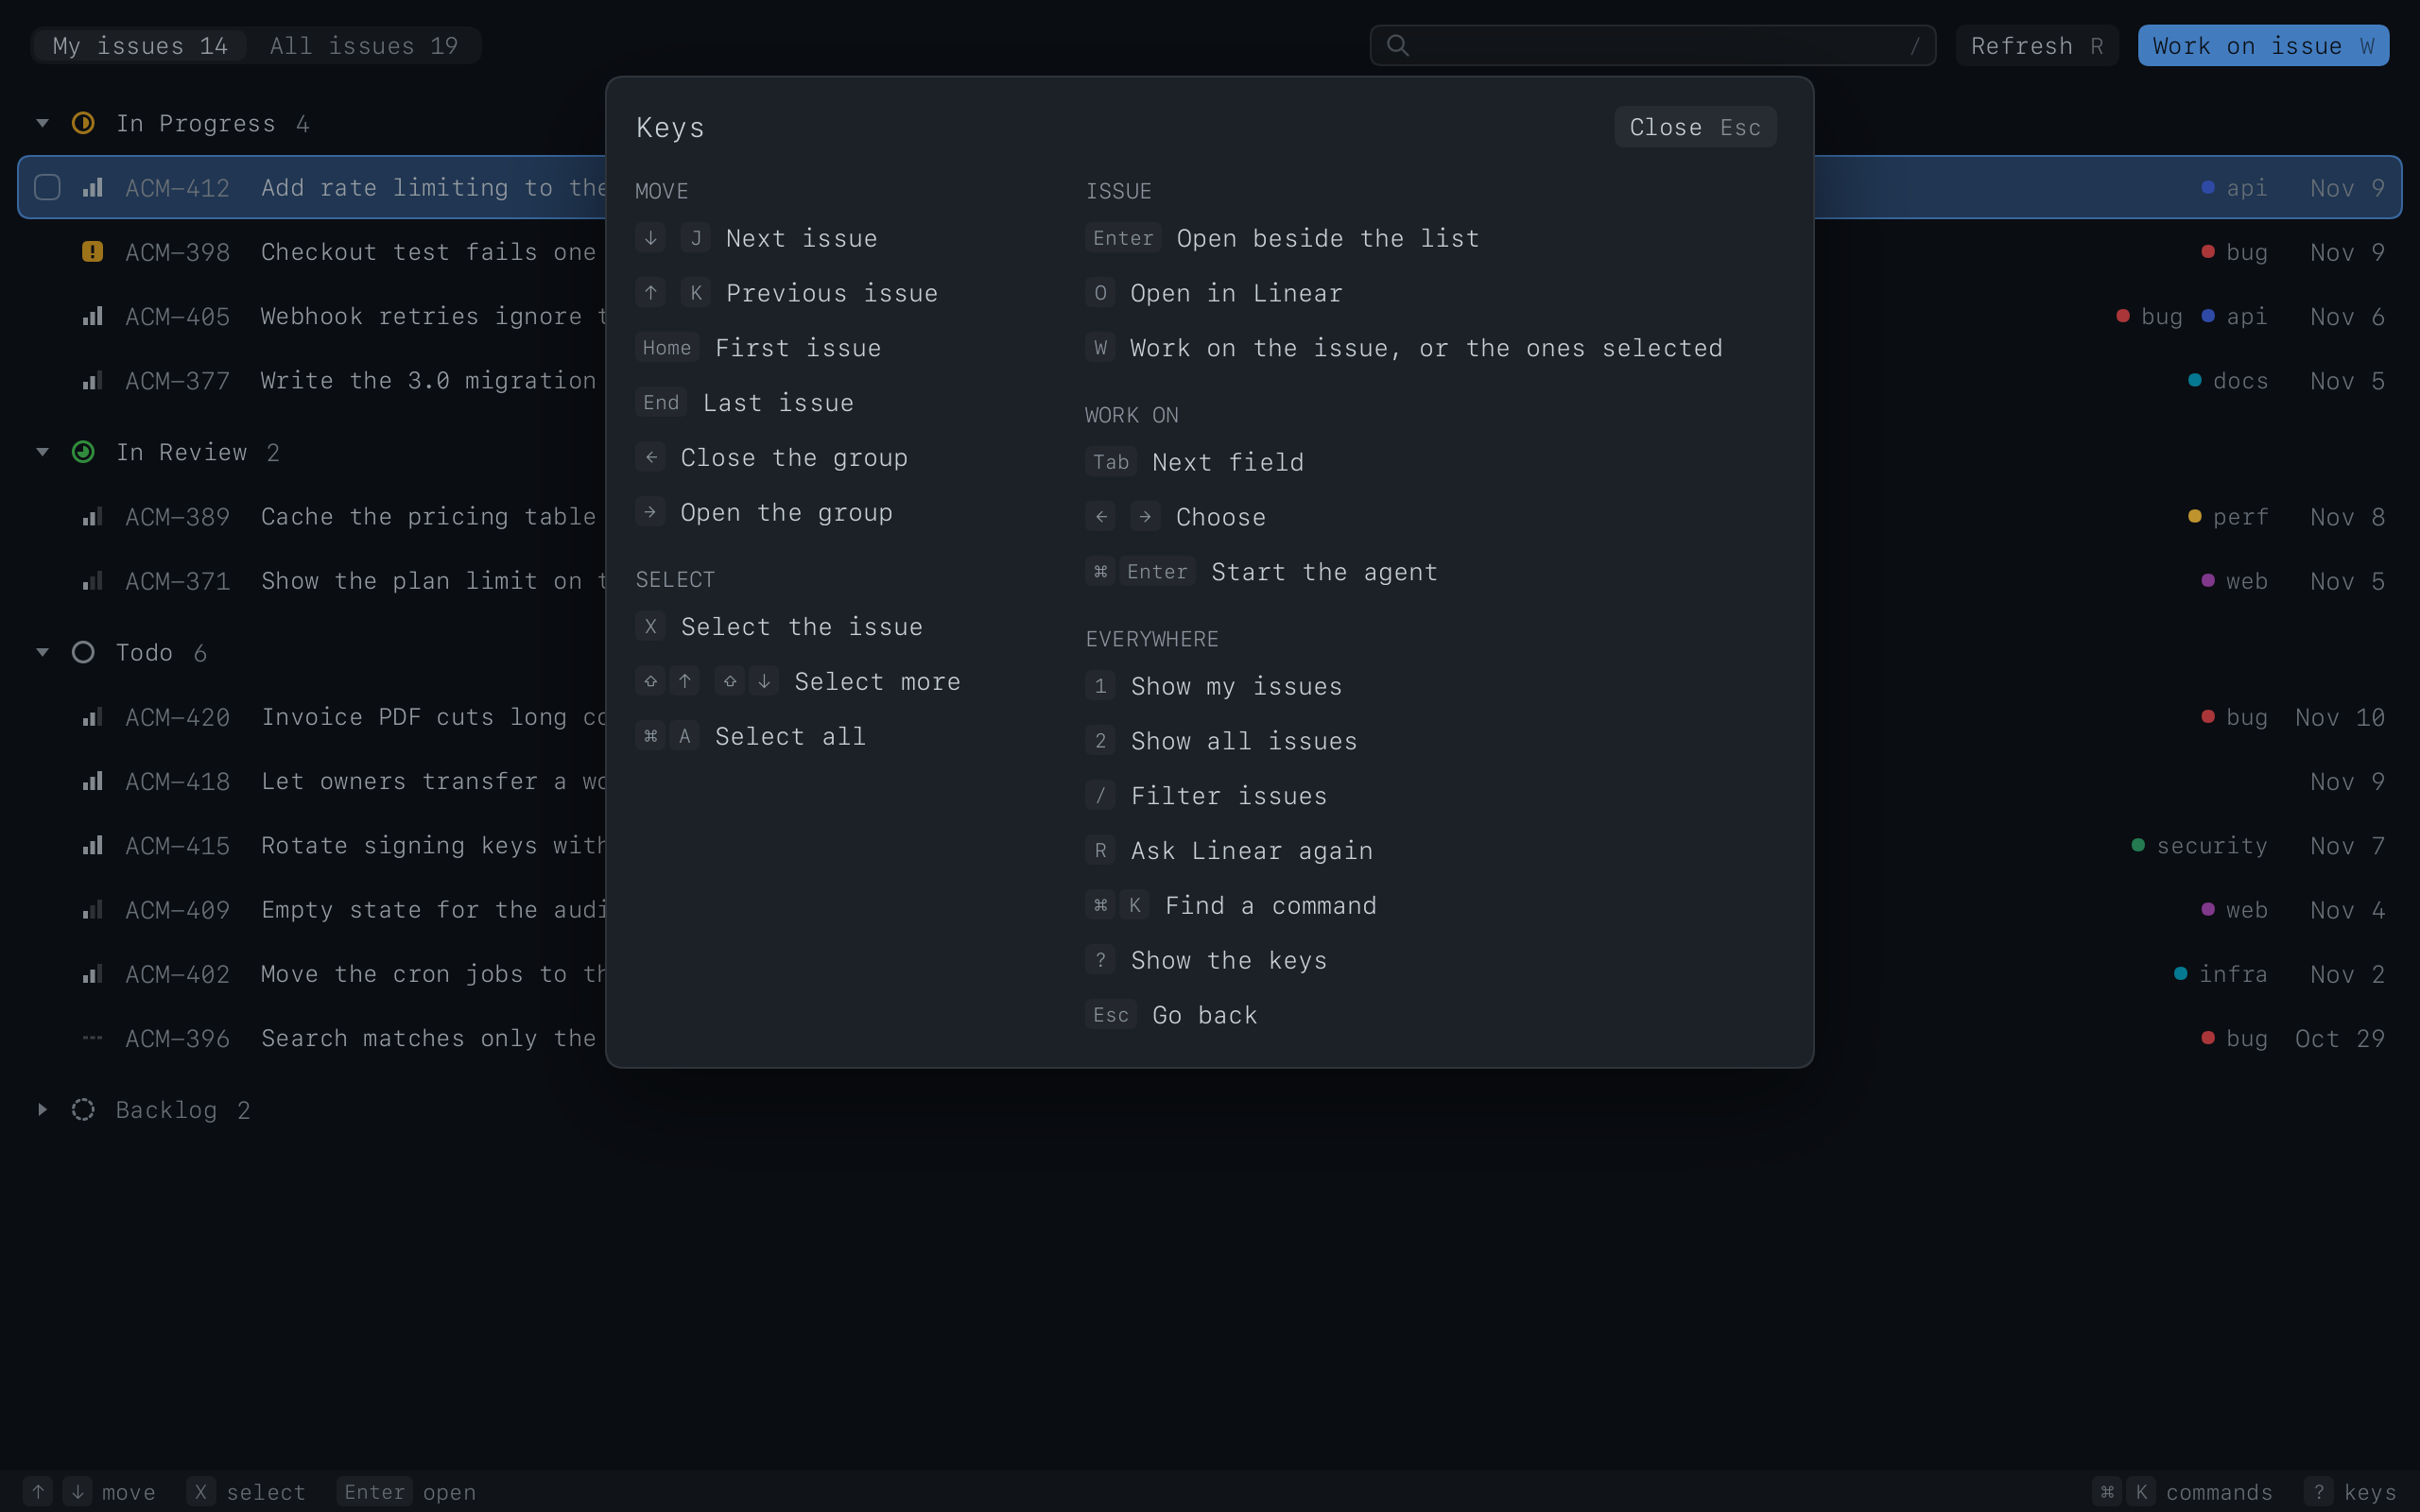 My issues 14 All issues 19 / Refresh R Work on issue W
In Progress 4
ACM-412 Add rate limiting to the api Nov 9
ACM-398 Checkout test fails one bug Nov 9
ACM-405 Webhook retries ignore bug api Nov 6
ACM-377 Write the 3.0 migration docs Nov 5
In Review 2
ACM-389 Cache the pricing table perf Nov 8
ACM-371 Show the plan limit on web Nov 5
Todo 6
ACM-420 Invoice PDF cuts long bug Nov 10
ACM-418 Let owners transfer a Nov 9
ACM-415 Rotate signing keys with security Nov 7
ACM-409 Empty state for the web Nov 4
ACM-402 Move the cron jobs to infra Nov 2
ACM-396 Search matches only the bug Oct 29
Backlog 2
Keys
Close Esc
MOVE
↓ J Next issue
↑ K Previous issue
Home First issue
End Last issue
← Close the group
→ Open the group
SELECT
X Select the issue
⇧ ↑ ⇧ ↓ Select more
⌘ A Select all
ISSUE
Enter Open beside the list
O Open in Linear
W Work on the issue, or the ones selected
WORK ON
Tab Next field
← → Choose
⌘ Enter Start the agent
EVERYWHERE
1 Show my issues
2 Show all issues
/ Filter issues
R Ask Linear again
⌘ K Find a command
? Show the keys
Esc Go back
↑ ↓ move X select Enter open ⌘ K commands ? keys